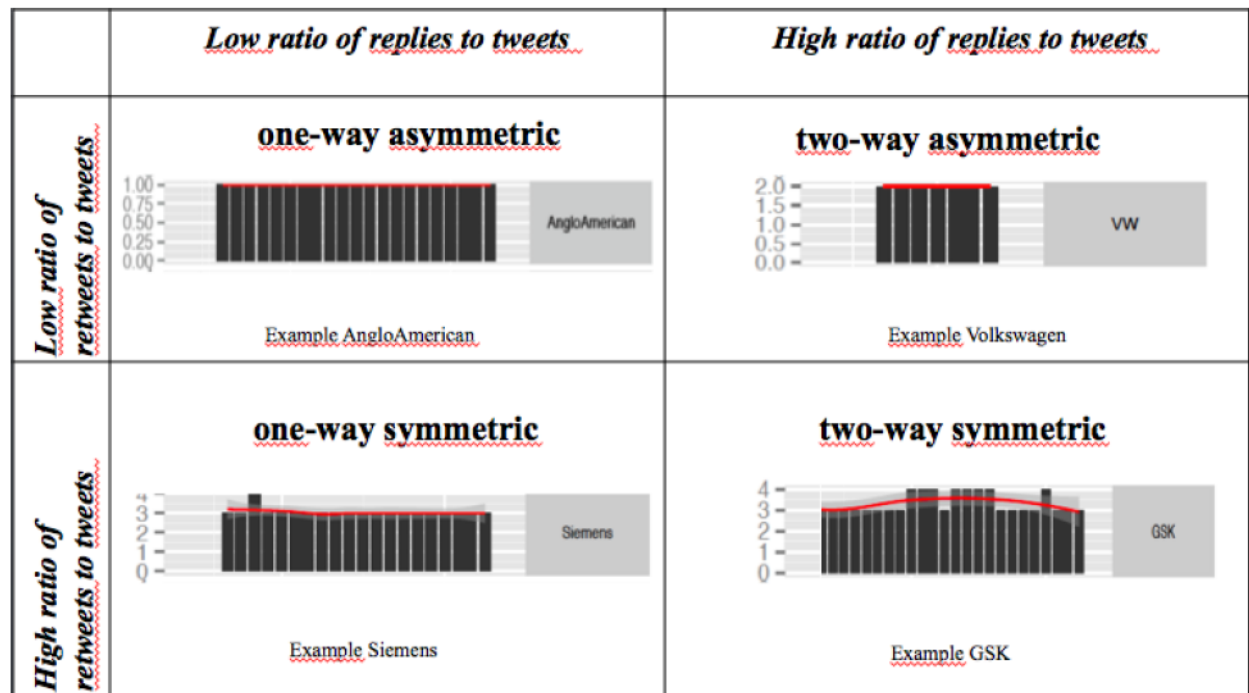 Low ratio of replies to tweets
High ratio of replies to tweets
Low ratio of
retweets to tweets
one-way asymmetric
1.00
0.75
0.50
0.25
0.00
AngloAmerican
Example AngloAmerican
two-way asymmetric
2.0
1.5
1.0
0.5
0.0
VW
Example Volkswagen
High ratio of
retweets to tweets
one-way symmetric
4
3
2
1
0
Siemens
Example Siemens
two-way symmetric
4
3
2
1
0
GSK
Example GSK